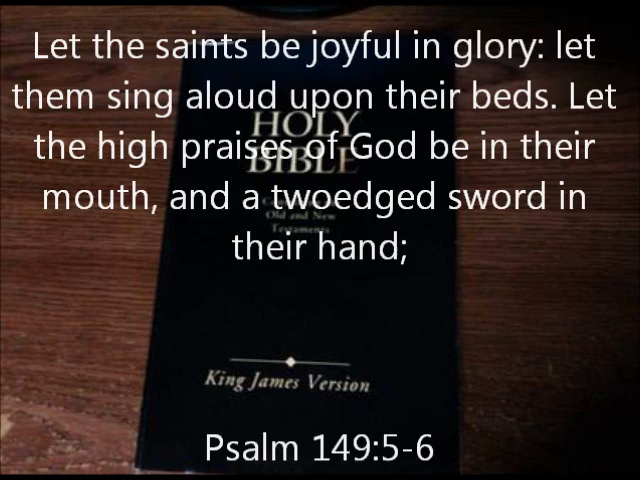 Let the saints be joyful in glory: let
them sing aloud upon their beds. Let
the high praises of God be in their
mouth, and a twoedged sword in
their hand;
HOLY
BIBLE
Old and New
Testaments
King James Version
Psalm 149:5-6